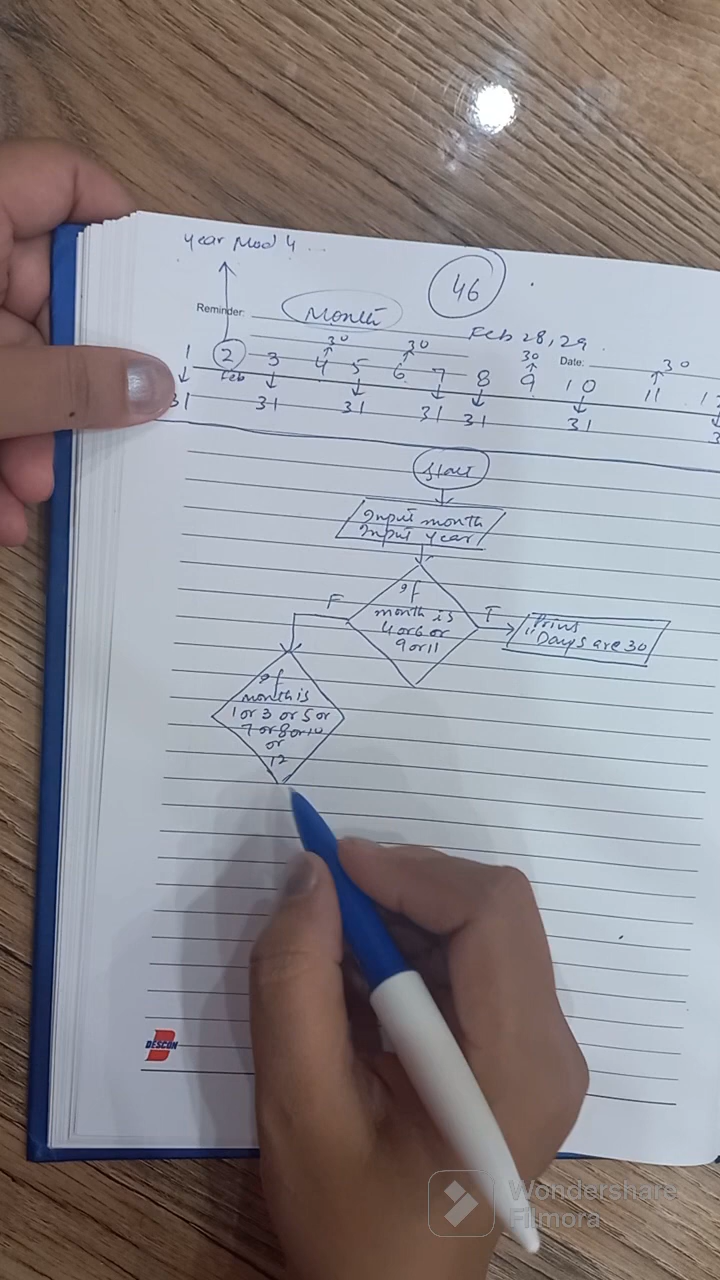 year Mod 4 ...
46
Reminder: Month
Feb 28, 29
Date:
30 30 30 30
1 2 3 4 5 6 7 8 9 10 11 12
Feb
31 31 31 31 31 31 3
Start
Input month
Input year
If
month is
4 or 6 or
9 or 11
F
T
Print
"Days are 30
If
month is
1 or 3 or 5 or
7 or 8 or 10
or
12
DESCON
Wondershare
Filmora